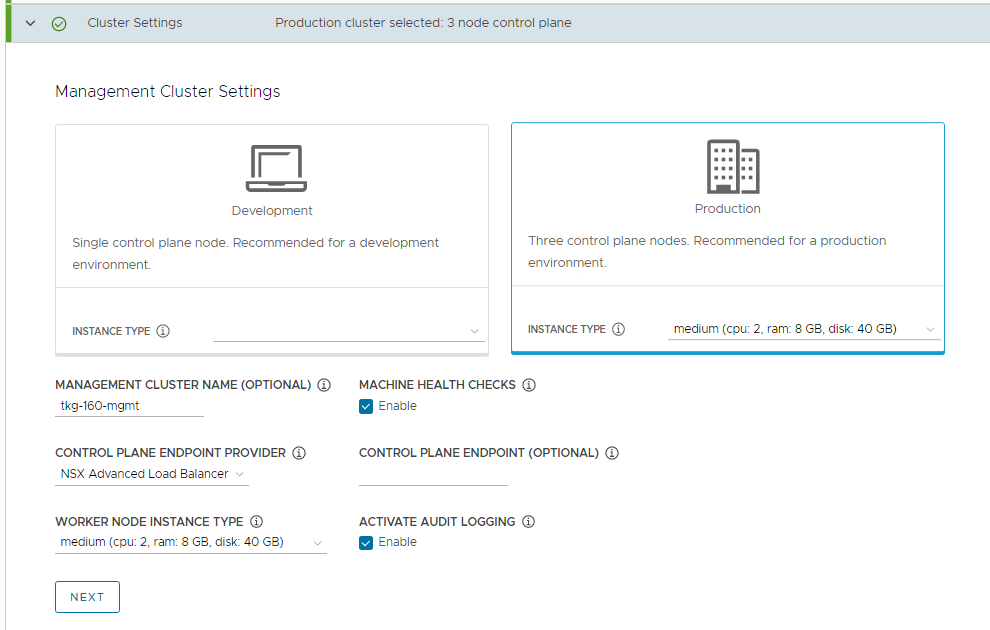 Cluster Settings Production cluster selected: 3 node control plane
Management Cluster Settings
Development
Single control plane node. Recommended for a development
environment.
INSTANCE TYPE
Production
Three control plane nodes. Recommended for a production
environment.
INSTANCE TYPE medium (cpu: 2, ram: 8 GB, disk: 40 GB)
MANAGEMENT CLUSTER NAME (OPTIONAL)
tkg-160-mgmt
MACHINE HEALTH CHECKS
Enable
CONTROL PLANE ENDPOINT PROVIDER
NSX Advanced Load Balancer
CONTROL PLANE ENDPOINT (OPTIONAL)
WORKER NODE INSTANCE TYPE
medium (cpu: 2, ram: 8 GB, disk: 40 GB)
ACTIVATE AUDIT LOGGING
Enable
NEXT